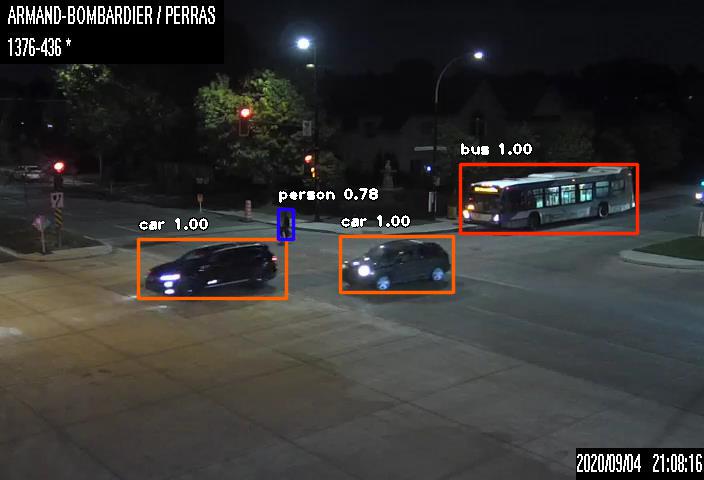 ARMAND-BOMBARDIER / PERRAS
1376-436 *
bus 1.00
person 0.78
car 1.00
car 1.00
2020/09/04 21:08:16